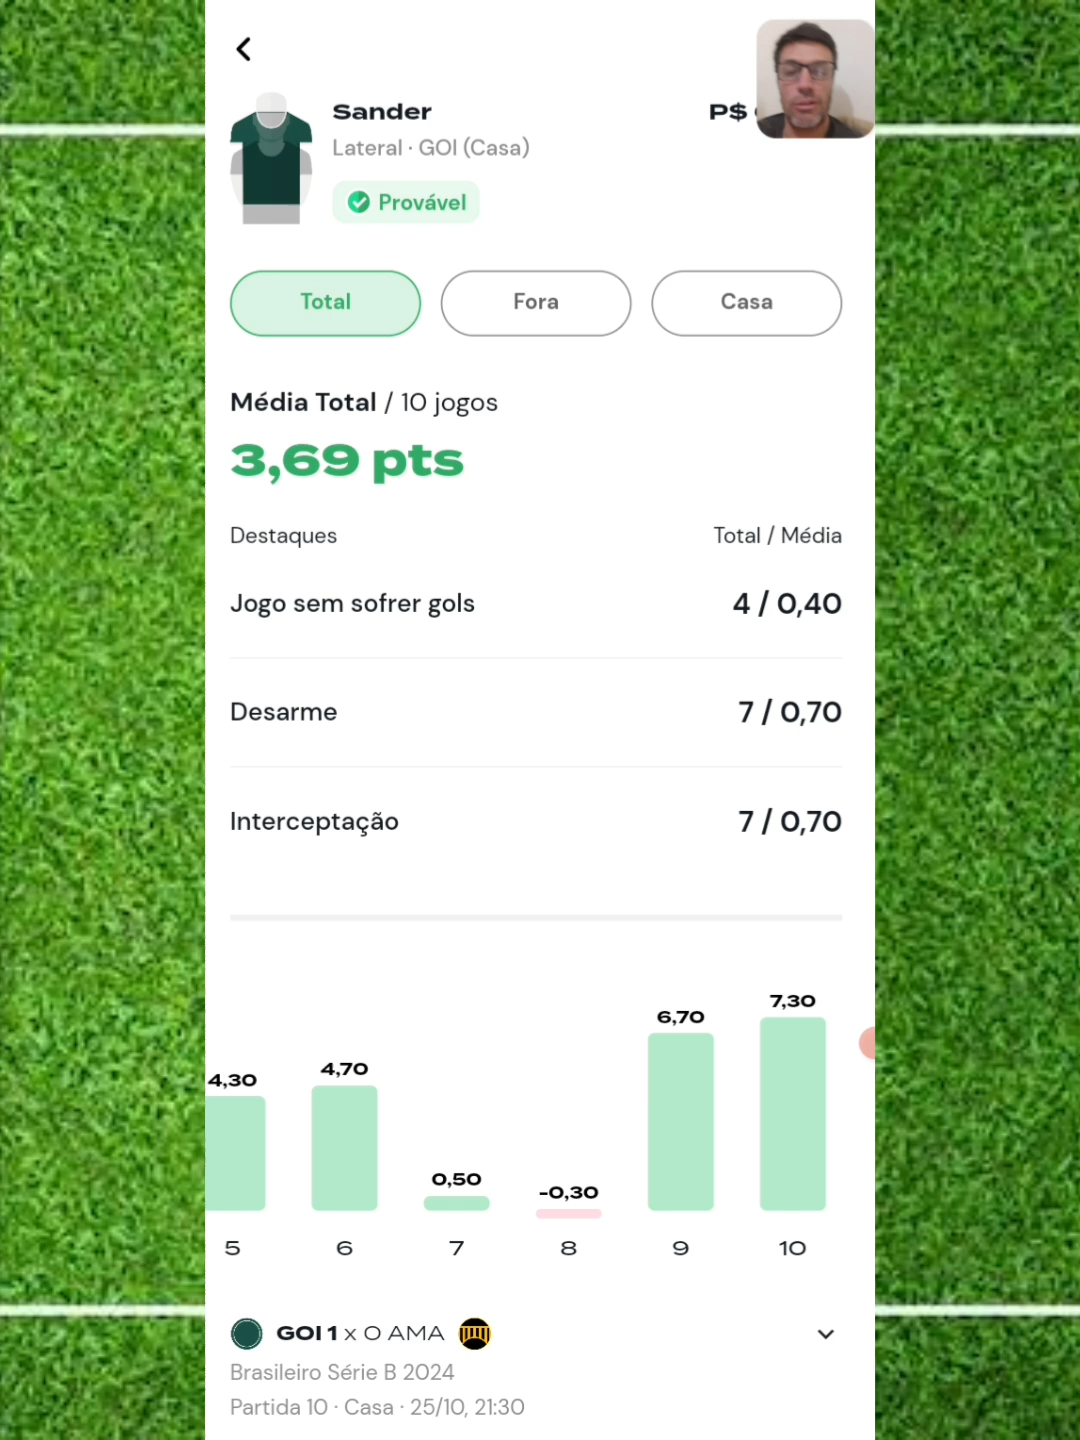 Sander
P$
Lateral · GOI (Casa)
Provável
Total
Fora
Casa
Média Total / 10 jogos
3,69 pts
Destaques
Total / Média
Jogo sem sofrer gols
4 / 0,40
Desarme
7 / 0,70
Interceptação
7 / 0,70
4,30
4,70
0,50
-0,30
6,70
7,30
5
6
7
8
9
10
GOI 1 x 0 AMA
Brasileiro Série B 2024
Partida 10 · Casa · 25/10, 21:30